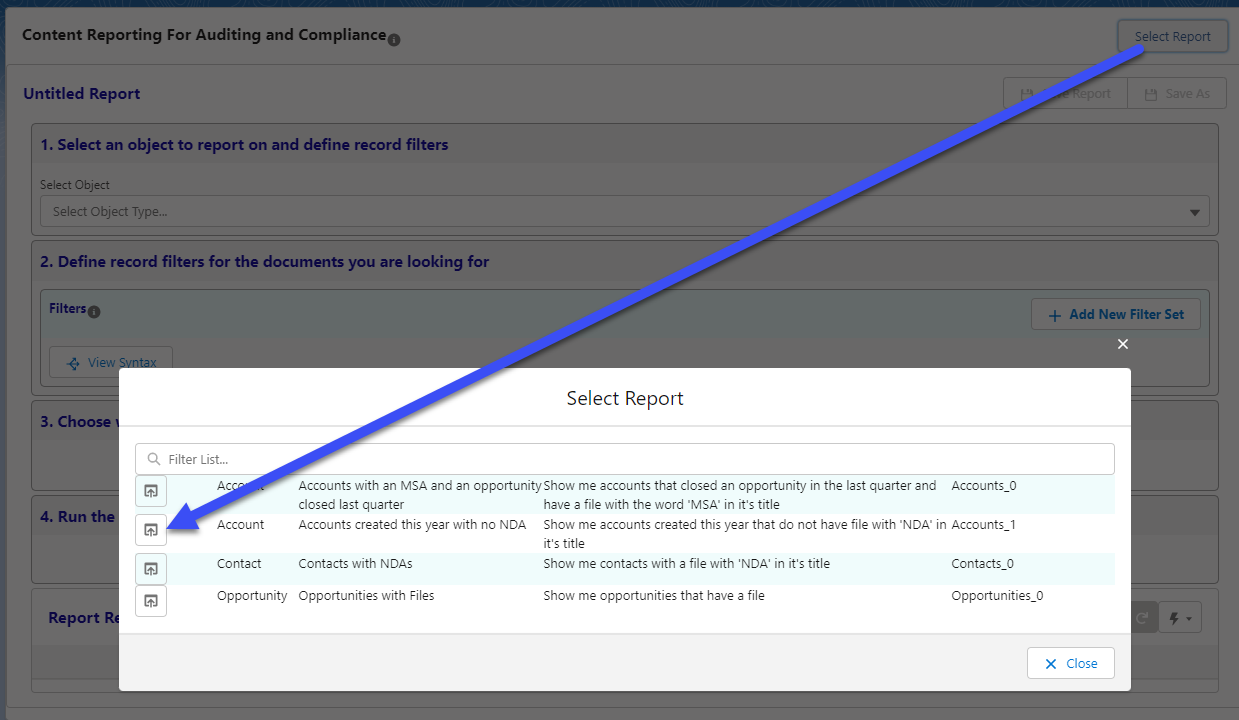 Content Reporting For Auditing and Compliance
Select Report
Untitled Report
Report
Save As
1. Select an object to report on and define record filters
Select Object
Select Object Type...
2. Define record filters for the documents you are looking for
Filters
Add New Filter Set
View Syntax
3. Choose
4. Run the
Report
Select Report
Filter List...
Account Accounts with an MSA and an opportunity Show me accounts that closed an opportunity in the last quarter and Accounts_0
closed last quarter have a file with the word 'MSA' in it's title
Account Accounts created this year with no NDA Show me accounts created this year that do not have file with 'NDA' in Accounts_1
it's title
Contact Contacts with NDAs Show me contacts with a file with 'NDA' in it's title Contacts_0
Opportunity Opportunities with Files Show me opportunities that have a file Opportunities_0
Close